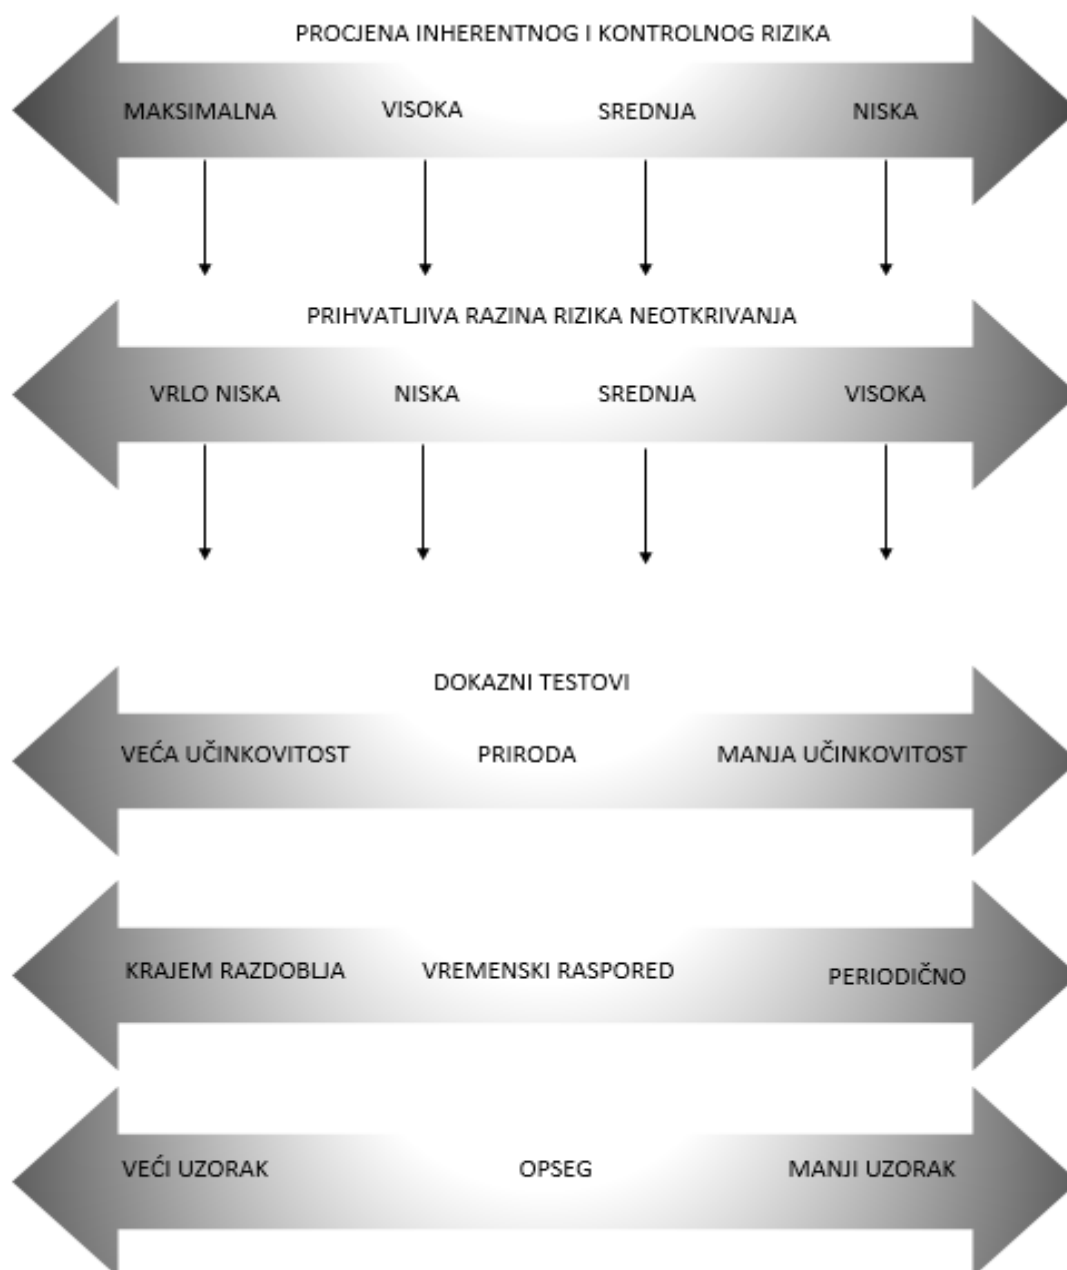 PROCJENA INHERENTNOG I KONTROLNOG RIZIKA
MAKSIMALNA VISOKA SREDNJA NISKA
PRIHVATLJIVA RAZINA RIZIKA NEOTKRIVANJA
VRLO NISKA NISKA SREDNJA VISOKA
DOKAZNI TESTOVI
VEĆA UČINKOVITOST PRIRODA MANJA UČINKOVITOST
KRAJEM RAZDOBLJA VREMENSKI RASPORED PERIODIČNO
VEĆI UZORAK OPSEG MANJI UZORAK